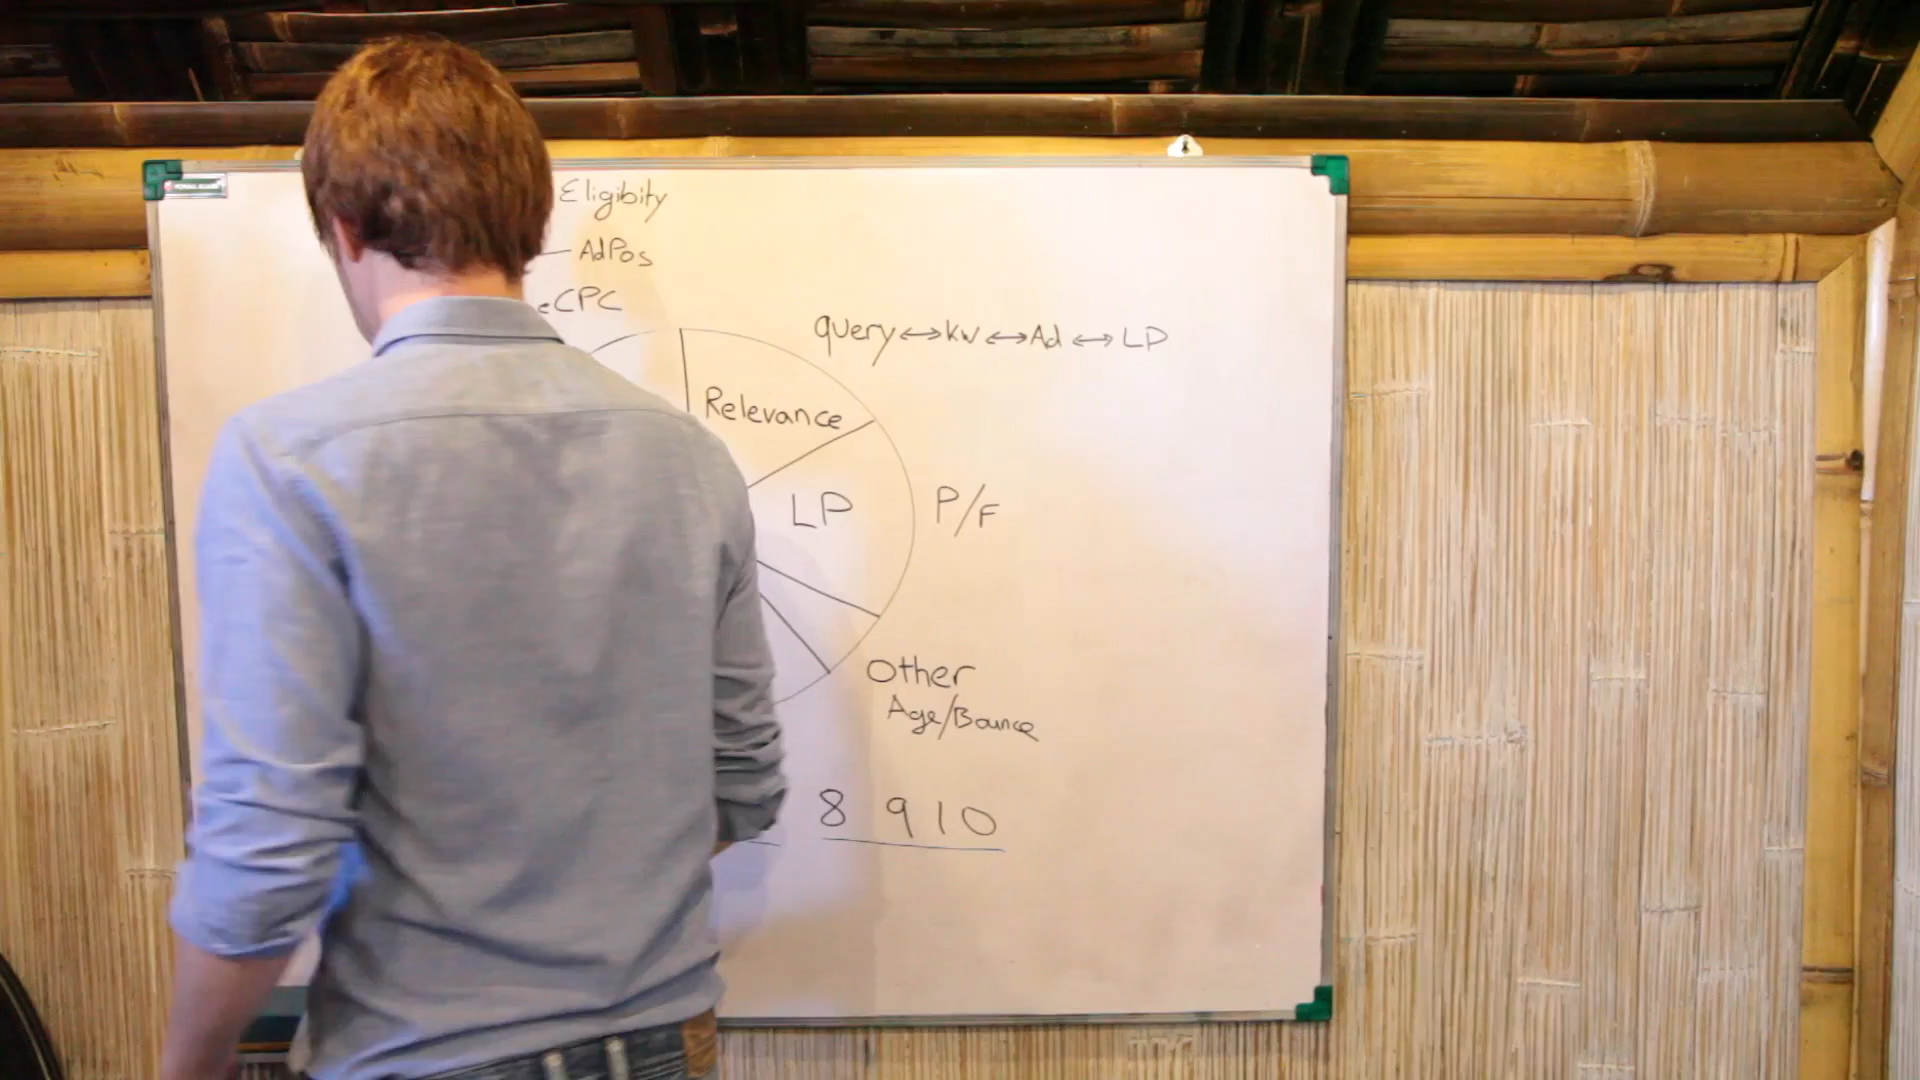 Eligibity
AdPos
eCPC
query ↔ kw ↔ Ad ↔ LP
Relevance
LP
P/F
Other
Age/Bounce
8 9 10